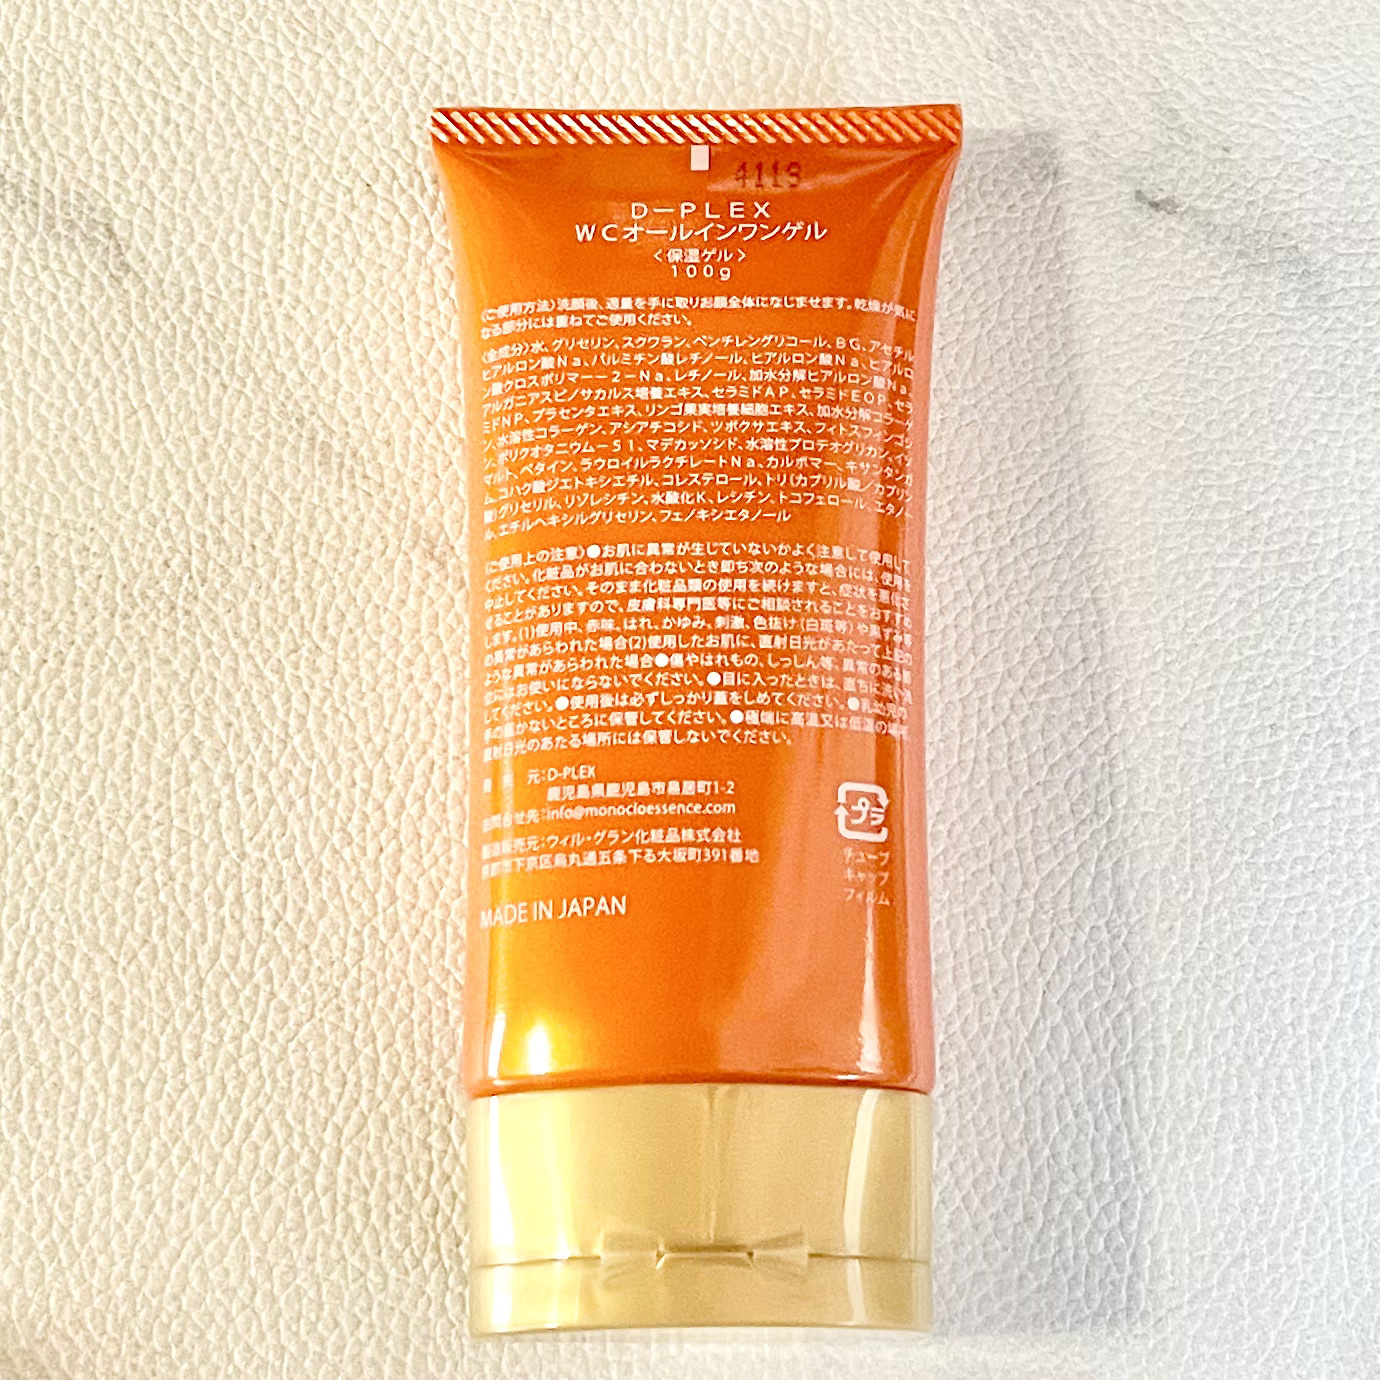 4119
D－PLEX
WCオールインワンゲル
〈保湿ゲル〉
100g
〈ご使用方法〉洗顔後、適量を手に取りお顔全体になじませます。乾燥が気に
なる部分には重ねてご使用ください。
〈全成分〉水、グリセリン、スクワラン、ペンチレングリコール、BG、アセチル
ヒアルロン酸Na、パルミチン酸レチノール、ヒアルロン酸Na、ヒアルロ
ン酸クロスポリマー－2－Na、レチノール、加水分解ヒアルロン酸Na、
アルガニアスピノサカルス培養エキス、セラミドAP、セラミドEOP、セラ
ミドNP、プラセンタエキス、リンゴ果実培養細胞エキス、加水分解コラーゲ
ン、水溶性コラーゲン、アシアチコシド、ツボクサエキス、フィトスフィンゴシ
ン、ポリクオタニウム－51、マデカッソシド、水溶性プロテオグリカン、イソ
マルト、ベタイン、ラウロイルラクチレートNa、カルボマー、キサンタンガ
ム、コハク酸ジエトキシエチル、コレステロール、トリ（カプリル酸／カプリン
酸）グリセリル、リゾレシチン、水酸化K、レシチン、トコフェロール、エタノー
ル、エチルヘキシルグリセリン、フェノキシエタノール
〈ご使用上の注意〉●お肌に異常が生じていないかよく注意して使用して
ください。化粧品がお肌に合わないとき即ち次のような場合には、使用を
中止してください。そのまま化粧品類の使用を続けますと、症状を悪化さ
せることがありますので、皮膚科専門医等にご相談されることをおすすめ
します。(1)使用中、赤味、はれ、かゆみ、刺激、色抜け(白斑等)や黒ずみ等
の異常があらわれた場合(2)使用したお肌に、直射日光があたって上記の
ような異常があらわれた場合●傷やはれもの、しっしん等、異常のある部
位にはお使いにならないでください。●目に入ったときは、直ちに洗い流
してください。●使用後は必ずしっかり蓋をしめてください。●乳幼児の
手の届かないところに保管してください。●極端に高温又は低温の場所、
直射日光のあたる場所には保管しないでください。
元：D-PLEX
鹿児島県鹿児島市鳥居町1-2
お問合せ先：info@monocloessence.com
製造販売元：ウィル・グラン化粧品株式会社
京都市下京区烏丸通五条下る大坂町391番地
プラ
チューブ
キャップ
フィルム
MADE IN JAPAN